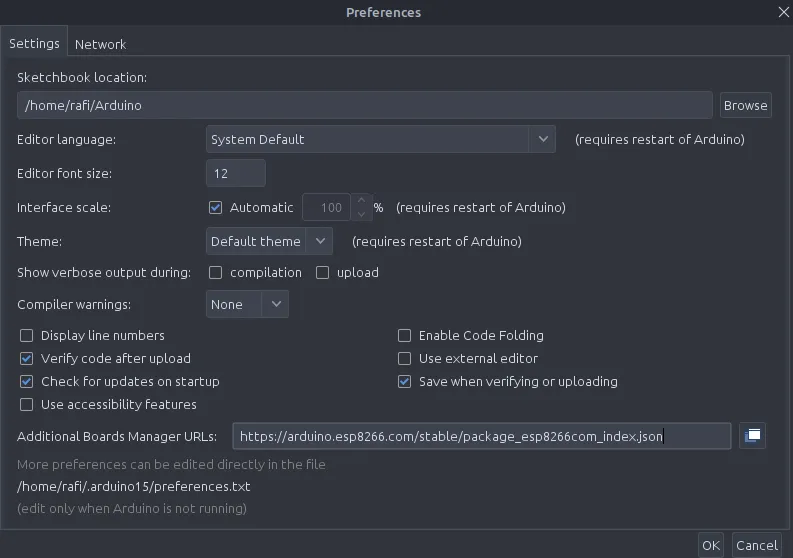 Preferences
Settings Network
Sketchbook location:
/home/rafi/Arduino Browse
Editor language: System Default (requires restart of Arduino)
Editor font size: 12
Interface scale: Automatic 100 % (requires restart of Arduino)
Theme: Default theme (requires restart of Arduino)
Show verbose output during: compilation upload
Compiler warnings: None
Display line numbers Enable Code Folding
Verify code after upload Use external editor
Check for updates on startup Save when verifying or uploading
Use accessibility features
Additional Boards Manager URLs: https://arduino.esp8266.com/stable/package_esp8266com_index.json
More preferences can be edited directly in the file
/home/rafi/.arduino15/preferences.txt
(edit only when Arduino is not running)
OK Cancel